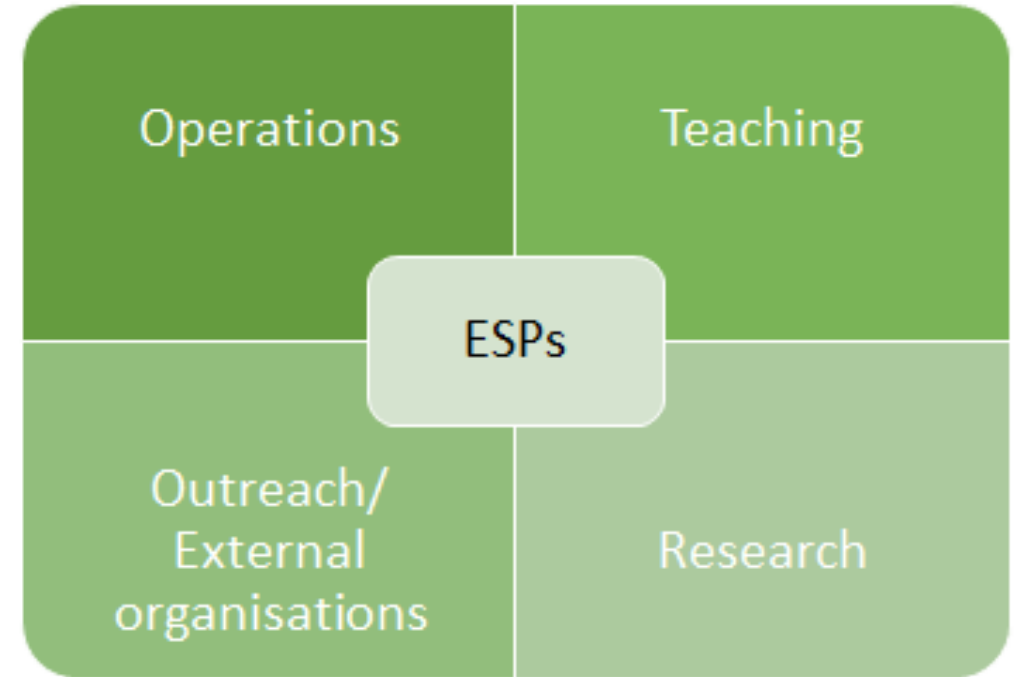 Operations
Teaching
ESPs
Outreach/
External
organisations
Research